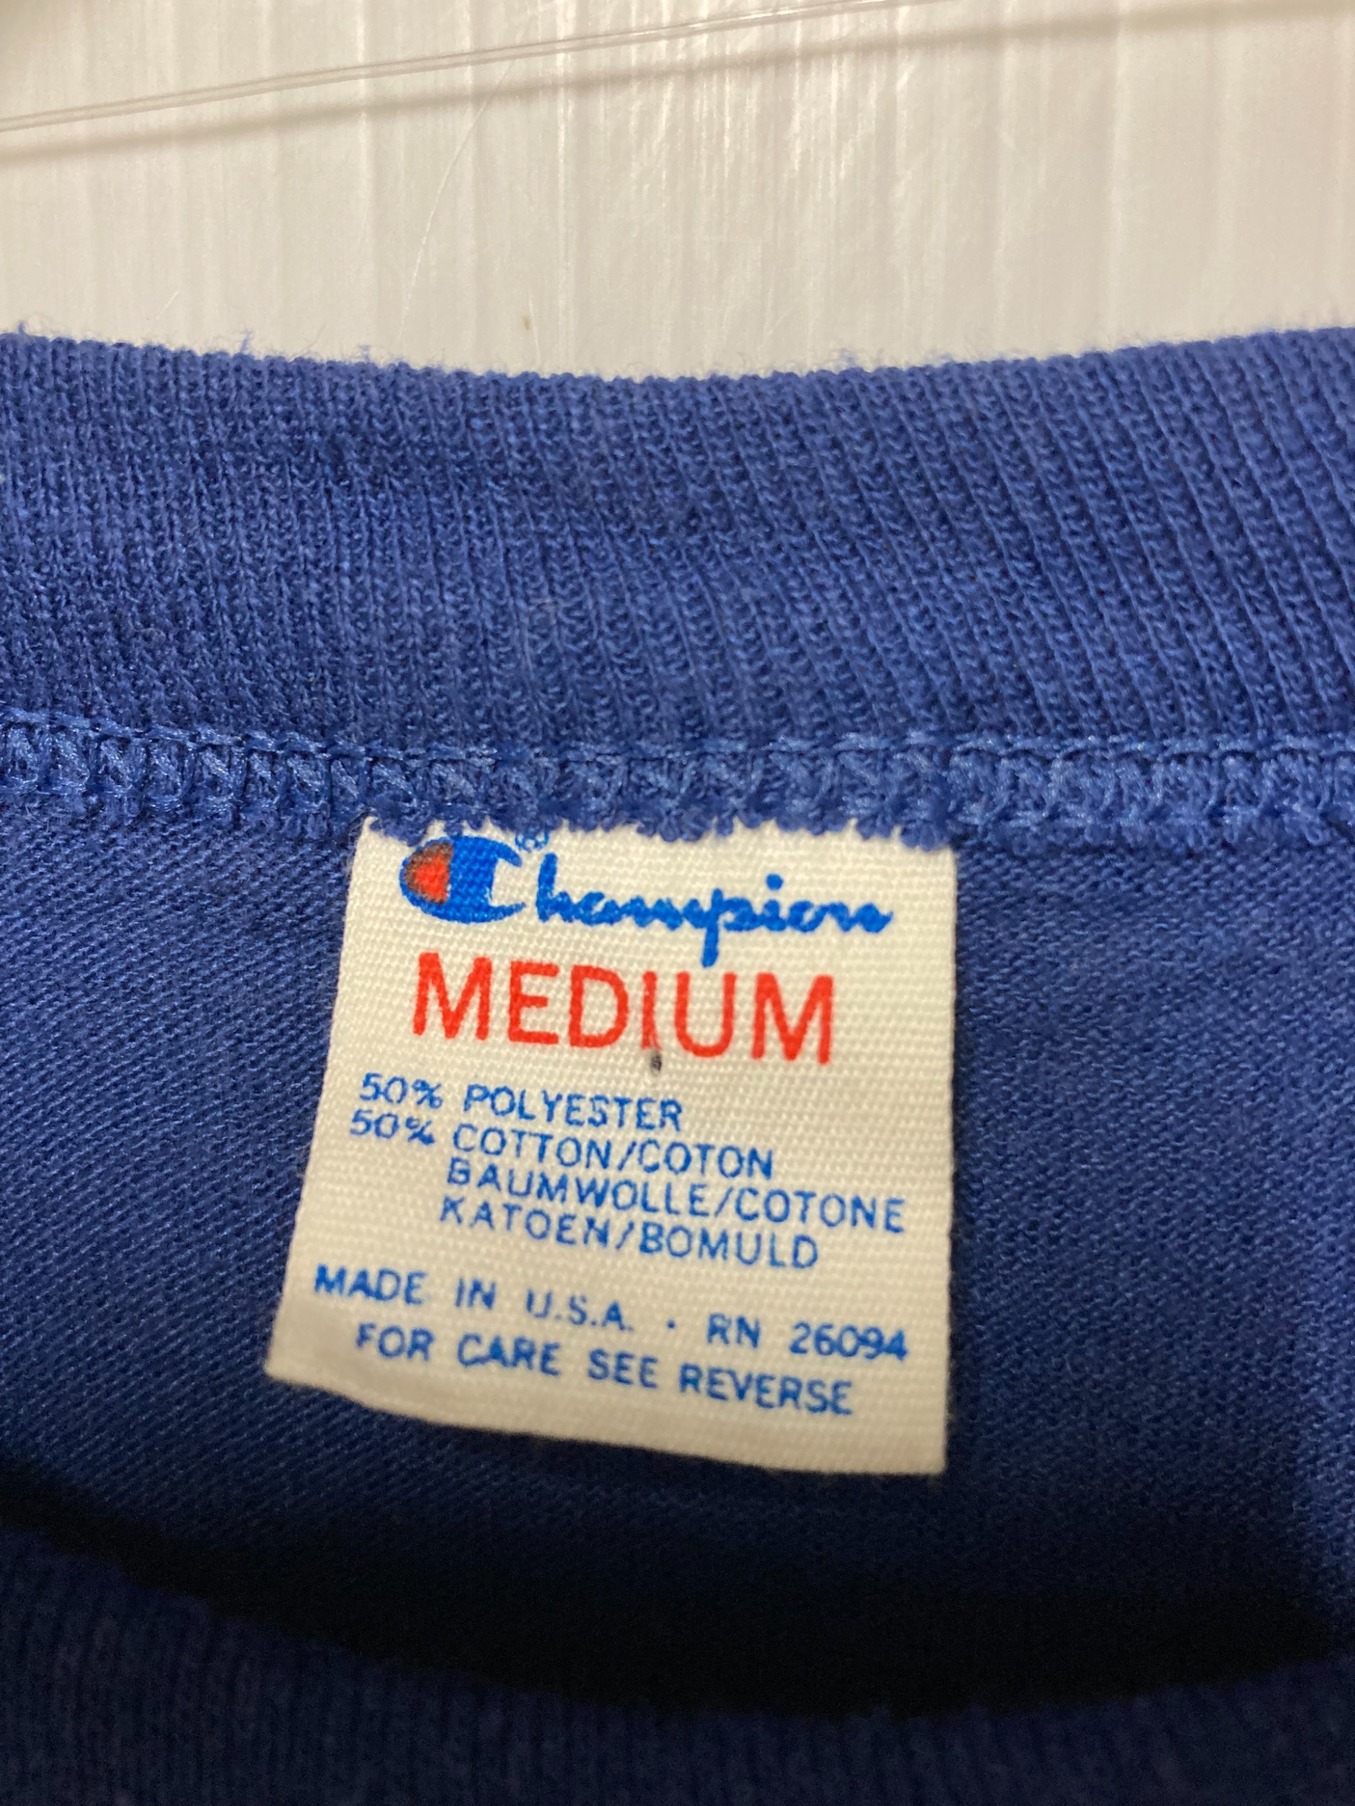 Champion®
MEDIUM
50% POLYESTER
50% COTTON/COTON
BAUMWOLLE/COTONE
KATOEN/BOMULD
MADE IN U.S.A. · RN 26094
FOR CARE SEE REVERSE